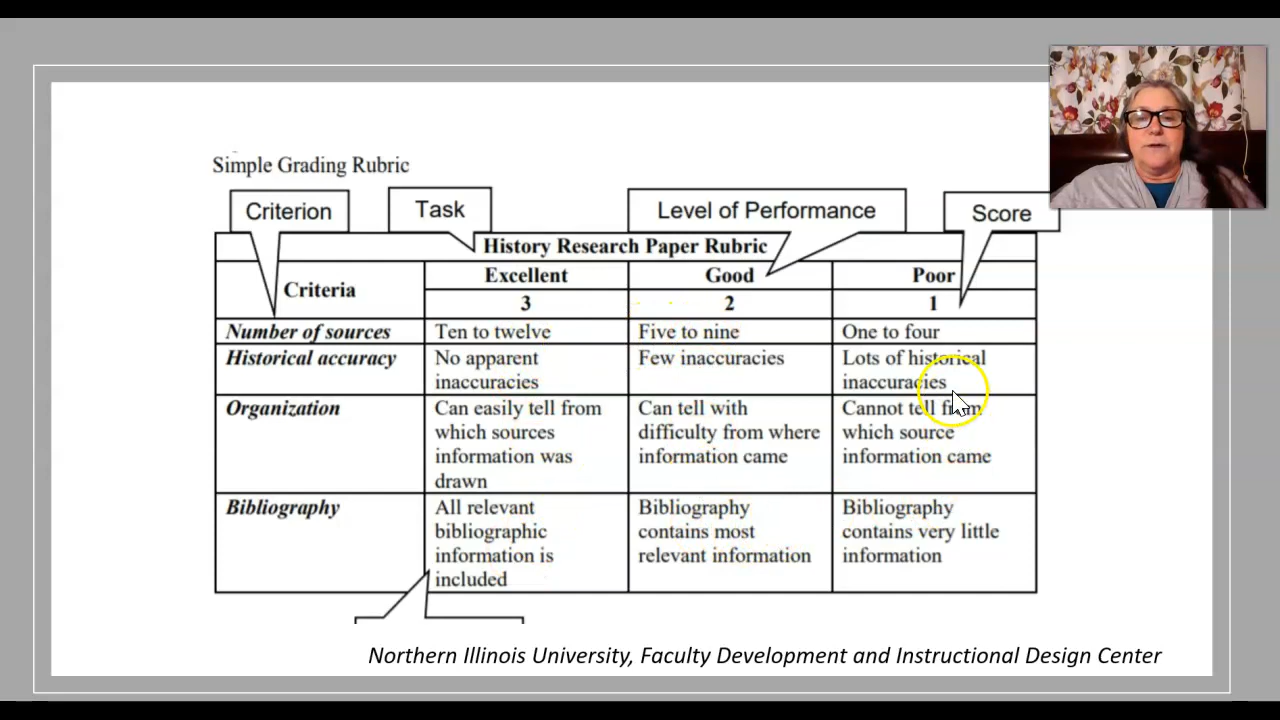 Simple Grading Rubric
Criterion
Task
Level of Performance
Score
History Research Paper Rubric
Criteria
Excellent
Good
Poor
3
2
1
Number of sources
Ten to twelve
Five to nine
One to four
Historical accuracy
No apparent
inaccuracies
Few inaccuracies
Lots of historical
inaccuracies
Organization
Can easily tell from
which sources
information was
drawn
Can tell with
difficulty from where
information came
Cannot tell from
which source
information came
Bibliography
All relevant
bibliographic
information is
included
Bibliography
contains most
relevant information
Bibliography
contains very little
information
Northern Illinois University, Faculty Development and Instructional Design Center